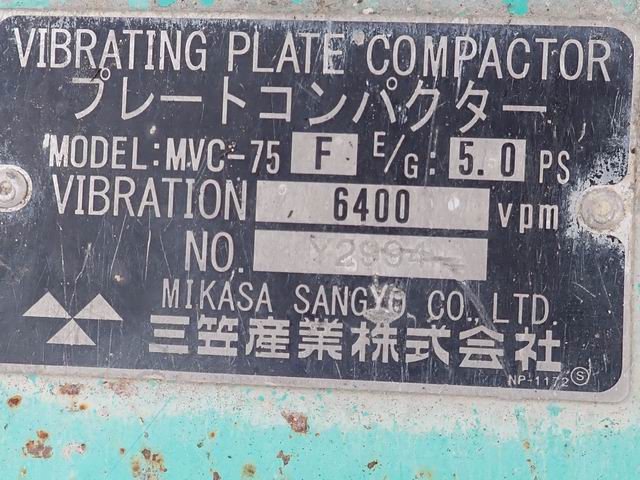 VIBRATING PLATE COMPACTOR
プレートコンパクター
MODEL:MVC-75 F E/G: 5.0 PS
VIBRATION 6400 vpm
NO.
MIKASA SANGYO CO., LTD.
三笠産業株式会社
NP-1172 Ⓢ